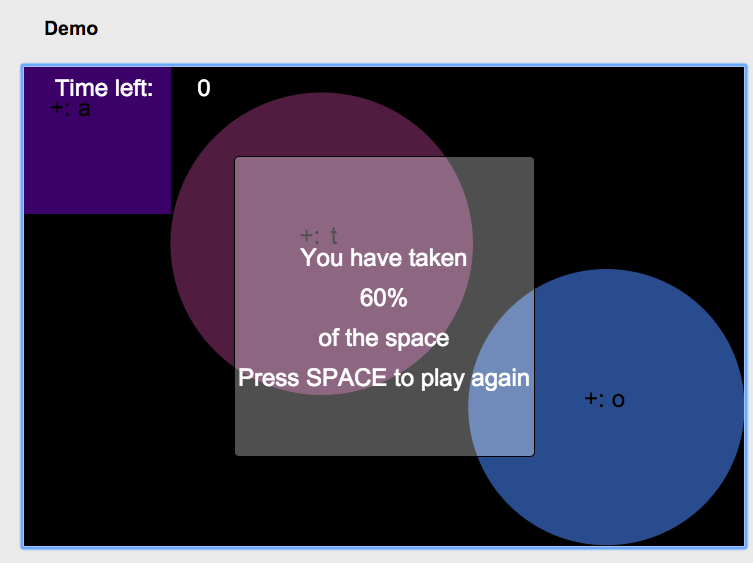 Demo
Time left: 0
+: a
+: t
You have taken
60%
of the space
Press SPACE to play again
+: o